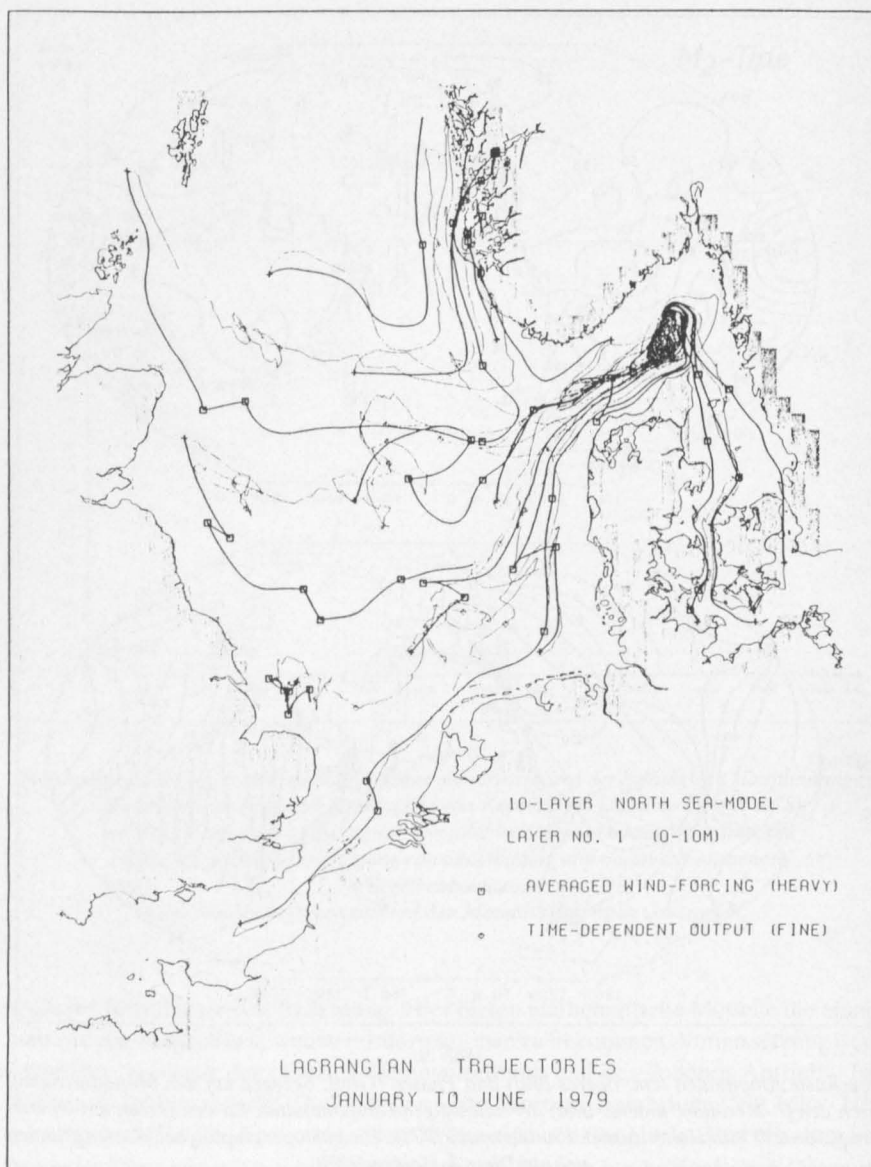 10-LAYER NORTH SEA-MODEL
LAYER NO. 1 (0-10M)
AVERAGED WIND-FORCING (HEAVY)
TIME-DEPENDENT OUTPUT (FINE)
LAGRANGIAN TRAJECTORIES
JANUARY TO JUNE 1979